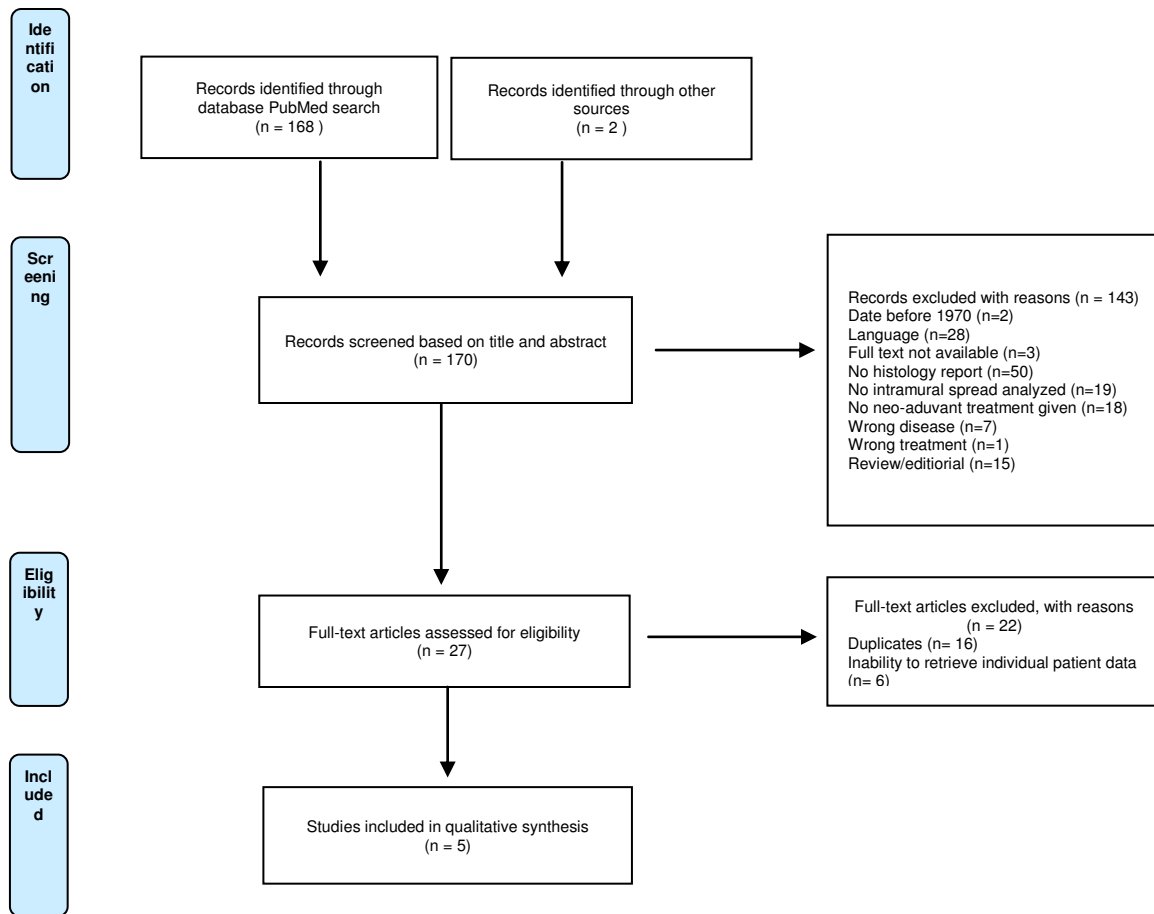 Ide
ntifi
cati
on
Records identified through
database PubMed search
(n = 168 )
Records identified through other
sources
(n = 2 )
Scr
eeni
ng
Records screened based on title and abstract
(n = 170)
Records excluded with reasons (n = 143)
Date before 1970 (n=2)
Language (n=28)
Full text not available (n=3)
No histology report (n=50)
No intramural spread analyzed (n=19)
No neo-aduvant treatment given (n=18)
Wrong disease (n=7)
Wrong treatment (n=1)
Review/editiorial (n=15)
Elig
ibilit
y
Full-text articles assessed for eligibility
(n = 27)
Full-text articles excluded, with reasons
(n = 22)
Duplicates (n= 16)
Inability to retrieve individual patient data
(n= 6)
Incl
ude
d
Studies included in qualitative synthesis
(n = 5)